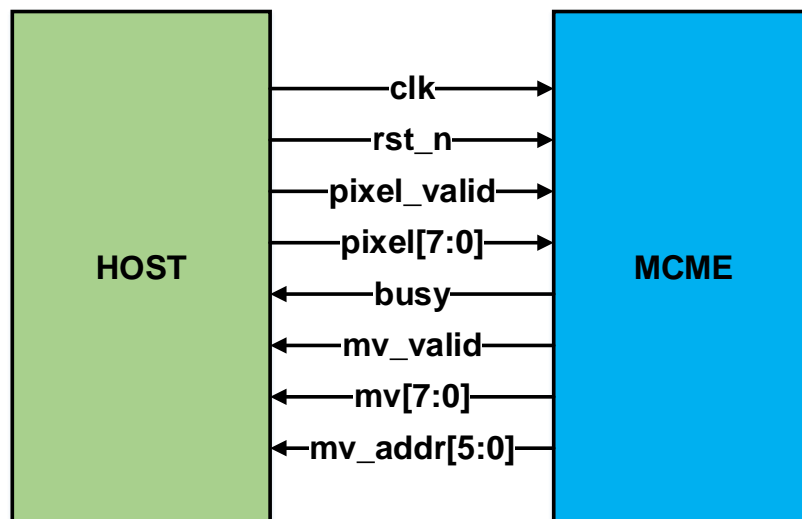 clk
rst_n
pixel_valid
pixel[7:0]
HOST
MCME
busy
mv_valid
mv[7:0]
mv_addr[5:0]